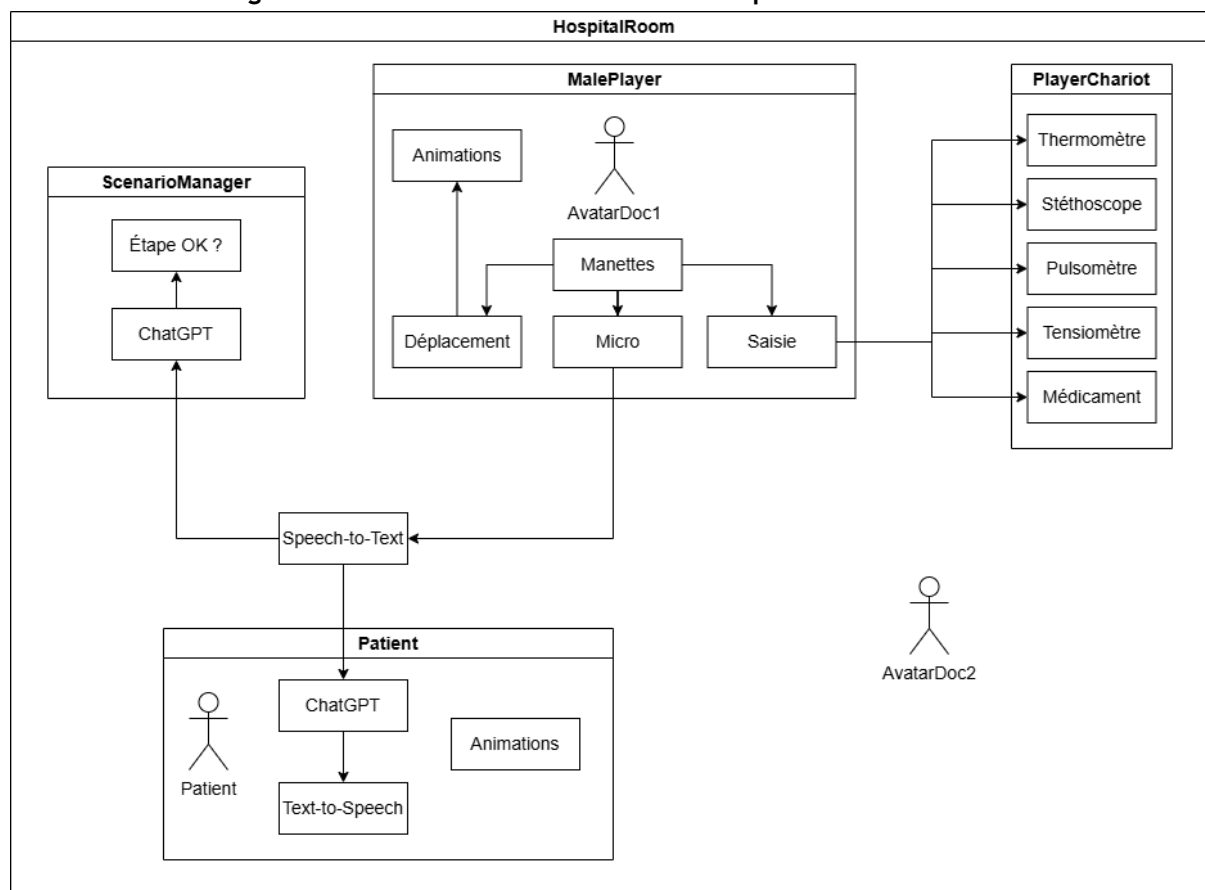 HospitalRoom
MalePlayer
PlayerChariot
Animations
AvatarDoc1
Thermomètre
ScenarioManager
Stéthoscope
Étape OK ?
Manettes
Pulsomètre
ChatGPT
Déplacement
Micro
Saisie
Tensiomètre
Médicament
Speech-to-Text
AvatarDoc2
Patient
ChatGPT
Animations
Patient
Text-to-Speech